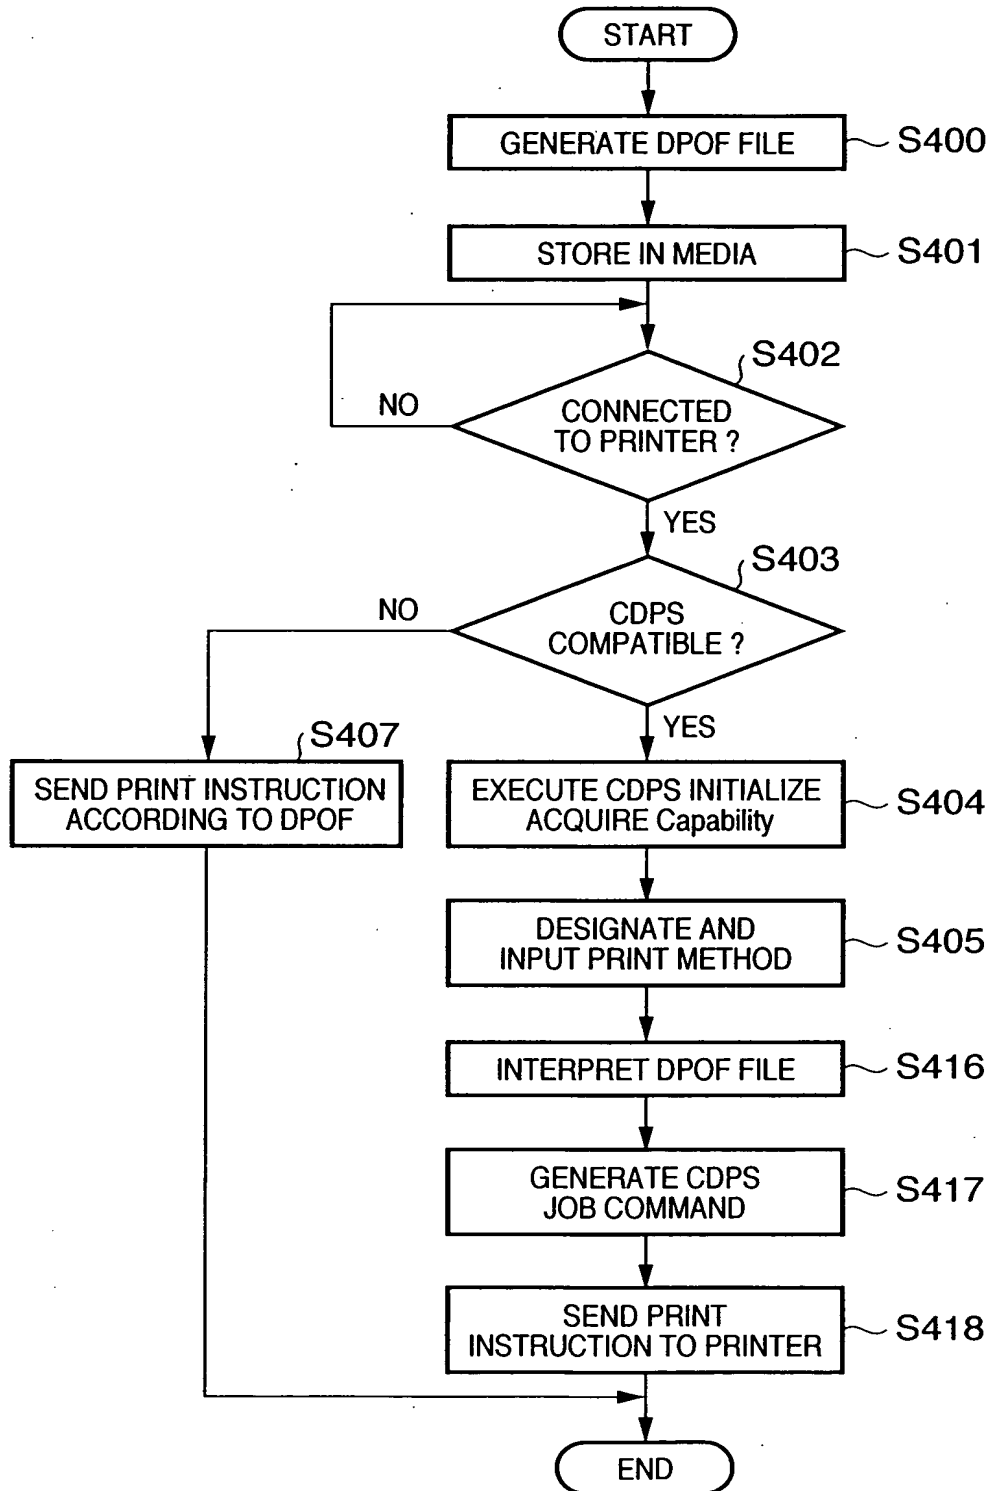 START
GENERATE DPOF FILE
S400
STORE IN MEDIA
S401
S402
NO
CONNECTED
TO PRINTER ?
YES
S403
NO
CDPS
COMPATIBLE ?
YES
S407
SEND PRINT INSTRUCTION
ACCORDING TO DPOF
EXECUTE CDPS INITIALIZE
ACQUIRE Capability
S404
DESIGNATE AND
INPUT PRINT METHOD
S405
INTERPRET DPOF FILE
S416
GENERATE CDPS
JOB COMMAND
S417
SEND PRINT
INSTRUCTION TO PRINTER
S418
END